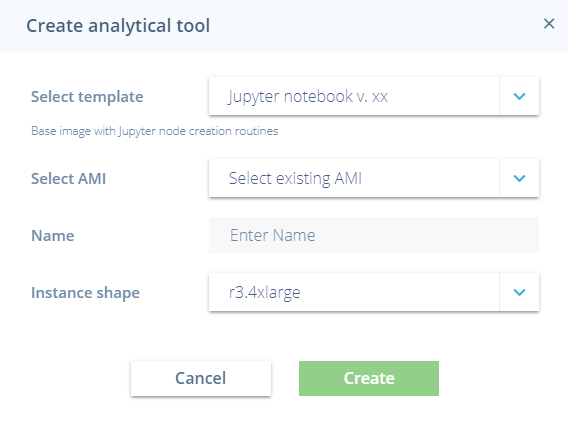 Create analytical tool ×
Select template Jupyter notebook v. xx
Base image with Jupyter node creation routines
Select AMI Select existing AMI
Name Enter Name
Instance shape r3.4xlarge
Cancel Create